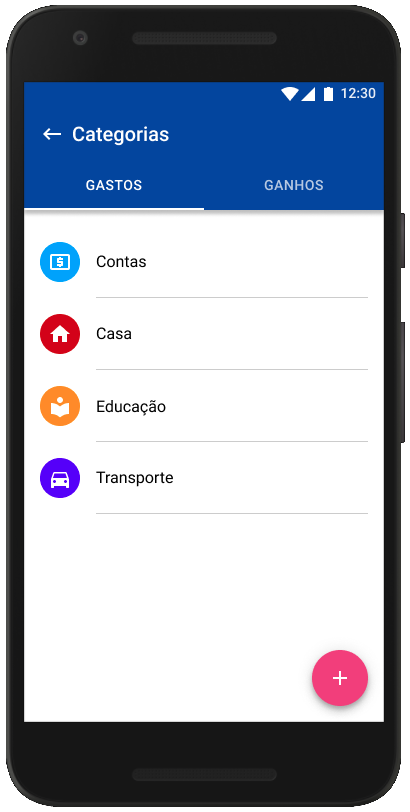 12:30
Categorias
GASTOS GANHOS
Contas
Casa
Educação
Transporte